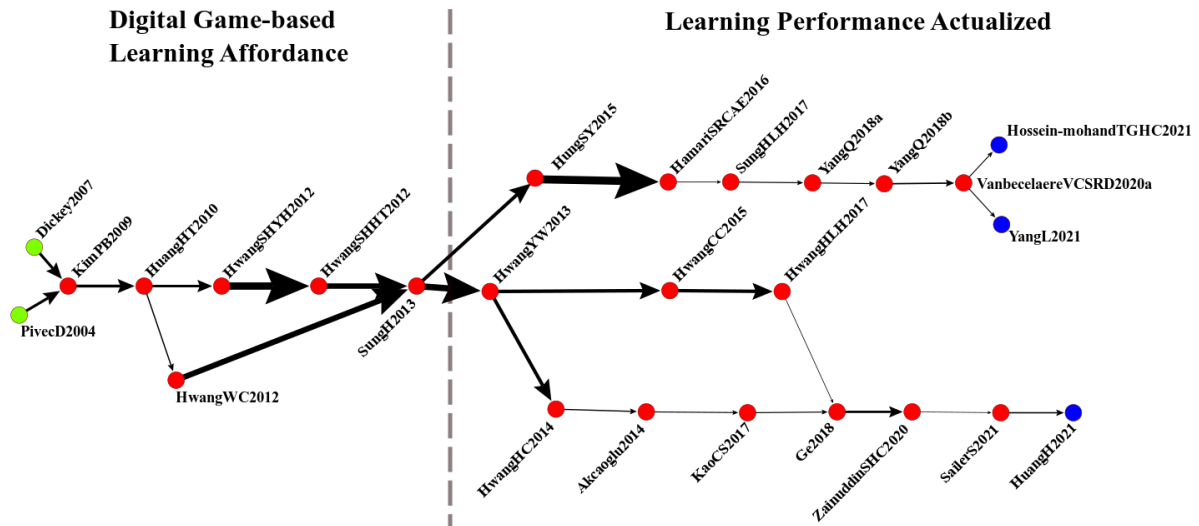 Digital Game-based
Learning Affordance
Learning Performance Actualized
Dickey2007
PivecD2004
KimPB2009
HuangHT2010
HwangSHYH2012
HwangSHHT2012
HwangWC2012
SungH2013
HungSY2015
HamariSRCAE2016
SungHLH2017
YangQ2018a
YangQ2018b
Hossein-mohandTGHC2021
VanbecelaereVCSRD2020a
YangL2021
HwangYW2013
HwangCC2015
HwangHLH2017
HwangHC2014
Akcaoglu2014
KaoCS2017
Ge2018
ZainuddinSHC2020
SailerS2021
HuangH2021